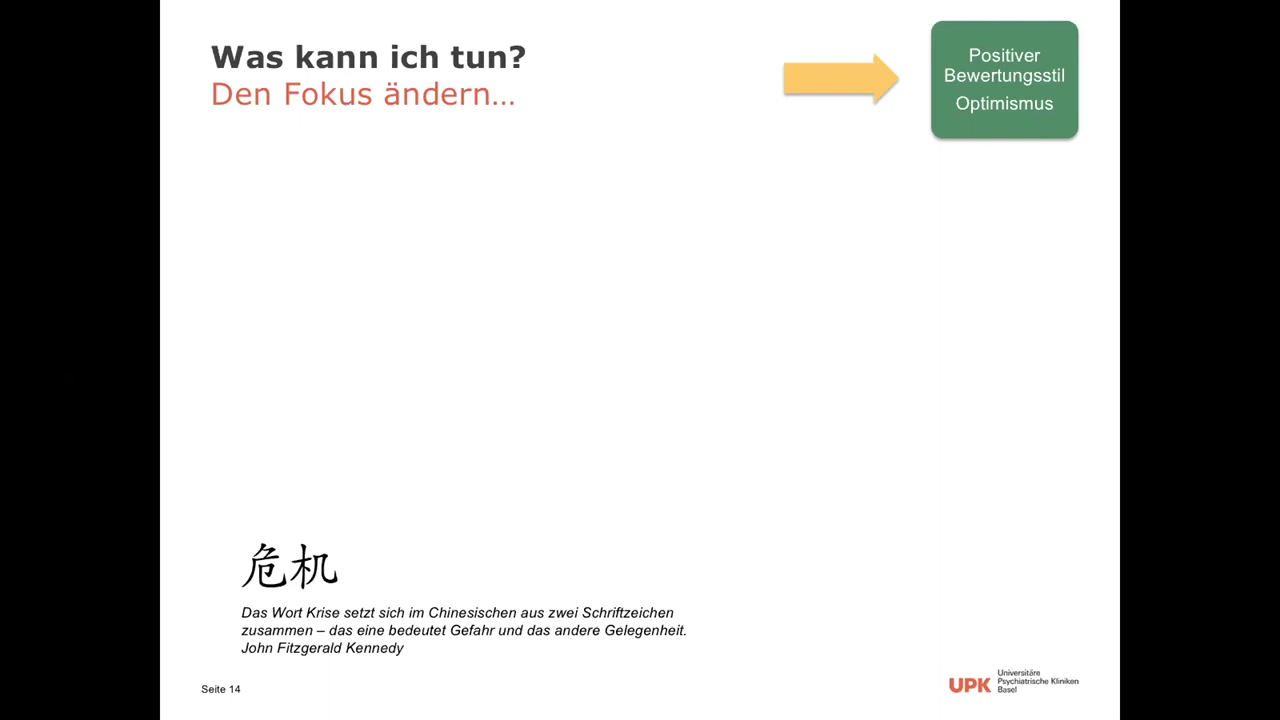 Was kann ich tun?
Den Fokus ändern…
Positiver
Bewertungsstil
Optimismus
危机
Das Wort Krise setzt sich im Chinesischen aus zwei Schriftzeichen
zusammen – das eine bedeutet Gefahr und das andere Gelegenheit.
John Fitzgerald Kennedy
Seite 14
UPK
Universitäre
Psychiatrische Kliniken
Basel